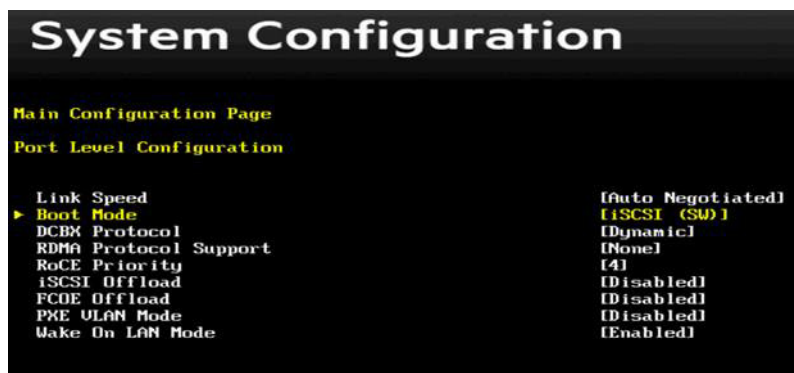 System Configuration
Main Configuration Page
Port Level Configuration
Link Speed [Auto Negotiated]
► Boot Mode [iSCSI (SW)]
DCBX Protocol [Dynamic]
RDMA Protocol Support [None]
RoCE Priority [4]
iSCSI Offload [Disabled]
FCOE Offload [Disabled]
PXE VLAN Mode [Disabled]
Wake On LAN Mode [Enabled]